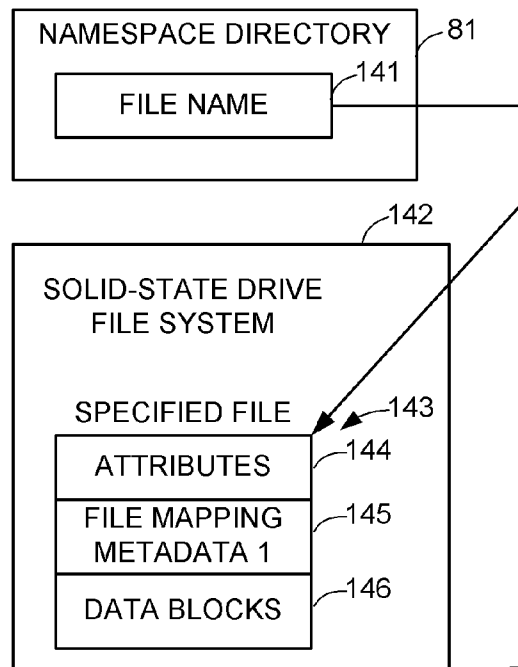 NAMESPACE DIRECTORY
81
FILE NAME
141
142
SOLID-STATE DRIVE
FILE SYSTEM
SPECIFIED FILE
143
ATTRIBUTES
144
FILE MAPPING
METADATA 1
145
DATA BLOCKS
146